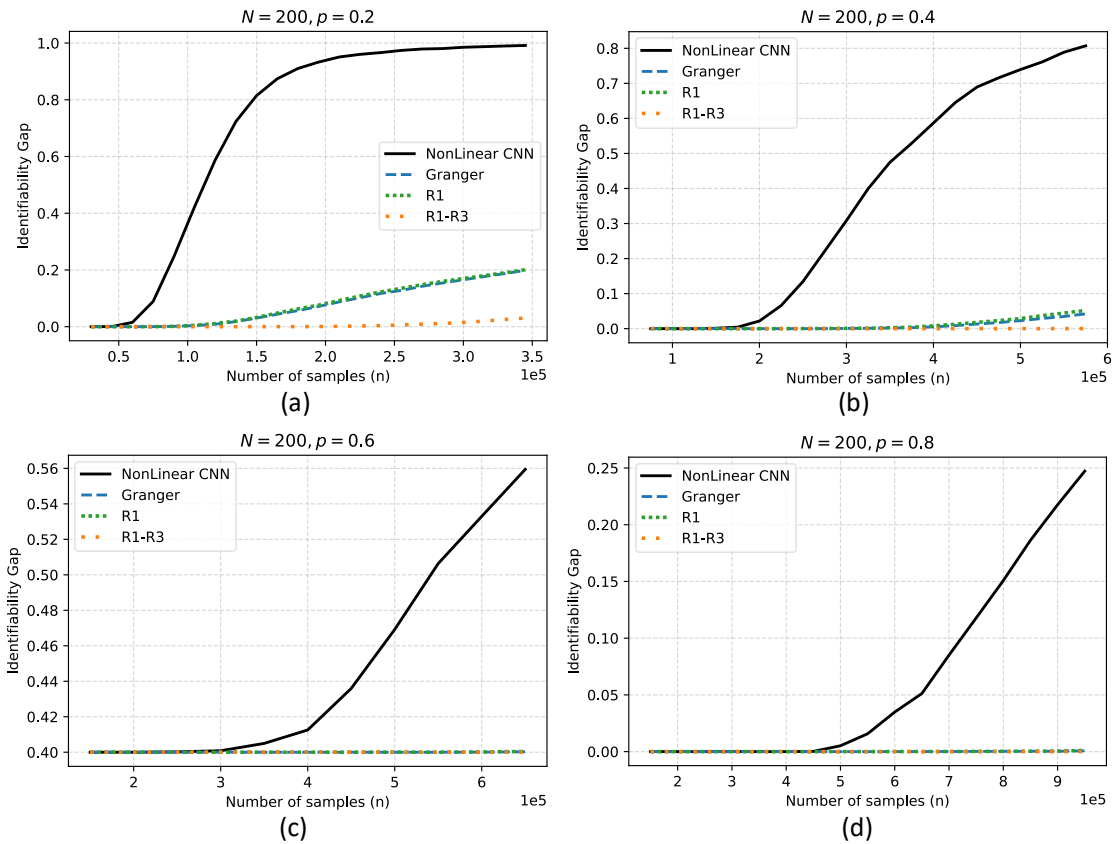 N = 200, p = 0.2
Identifiability Gap
1.0
0.8
0.6
0.4
0.2
0.0
NonLinear CNN
Granger
R1
R1-R3
0.5 1.0 1.5 2.0 2.5 3.0 3.5
1e5
Number of samples (n)
(a)
N = 200, p = 0.4
Identifiability Gap
0.8
0.7
0.6
0.5
0.4
0.3
0.2
0.1
0.0
NonLinear CNN
Granger
R1
R1-R3
1 2 3 4 5 6
1e5
Number of samples (n)
(b)
N = 200, p = 0.6
Identifiability Gap
0.56
0.54
0.52
0.50
0.48
0.46
0.44
0.42
0.40
NonLinear CNN
Granger
R1
R1-R3
2 3 4 5 6
1e5
Number of samples (n)
(c)
N = 200, p = 0.8
Identifiability Gap
0.25
0.20
0.15
0.10
0.05
0.00
NonLinear CNN
Granger
R1
R1-R3
2 3 4 5 6 7 8 9
1e5
Number of samples (n)
(d)